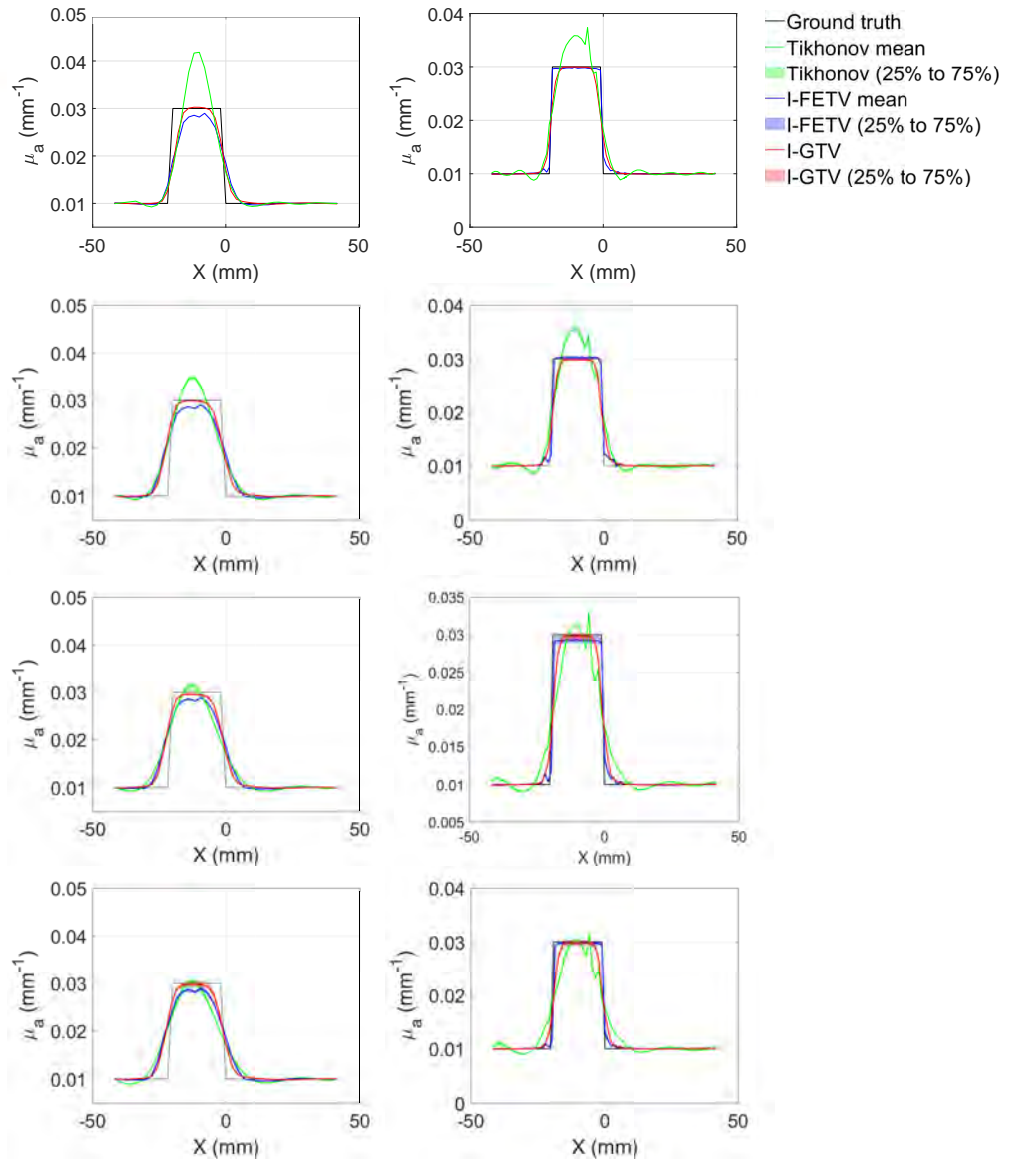 0.05
0.04
0.03
0.02
0.01
-50
0
50
X (mm)
μa (mm-1)
0.04
0.03
0.02
0.01
0
-50
0
50
X (mm)
μa (mm-1)
Ground truth
Tikhonov mean
Tikhonov (25% to 75%)
I-FETV mean
I-FETV (25% to 75%)
I-GTV
I-GTV (25% to 75%)
0.05
0.04
0.03
0.02
0.01
-50
0
50
X (mm)
μa (mm-1)
0.04
0.03
0.02
0.01
0
-50
0
50
X (mm)
μa (mm-1)
0.05
0.04
0.03
0.02
0.01
-50
0
50
X (mm)
μa (mm-1)
0.035
0.03
0.025
0.02
0.015
0.01
0.005
-50
0
50
X (mm)
μa (mm-1)
0.05
0.04
0.03
0.02
0.01
-50
0
50
X (mm)
μa (mm-1)
0.04
0.03
0.02
0.01
0
-50
0
50
X (mm)
μa (mm-1)